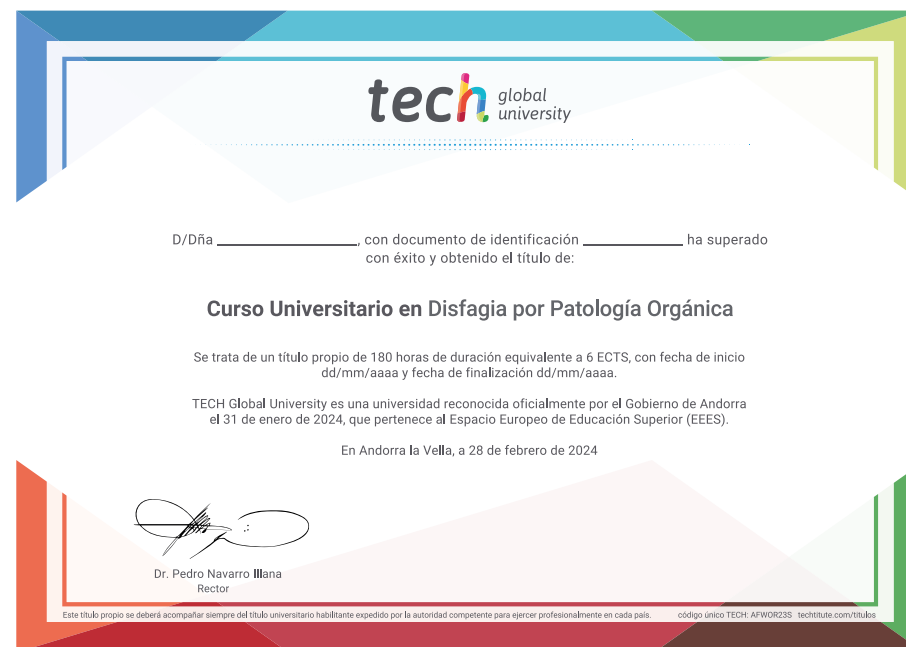 tech global university
D/Dña ______________, con documento de identificación ____________ ha superado
con éxito y obtenido el título de:
Curso Universitario en Disfagia por Patología Orgánica
Se trata de un título propio de 180 horas de duración equivalente a 6 ECTS, con fecha de inicio
dd/mm/aaaa y fecha de finalización dd/mm/aaaa.
TECH Global University es una universidad reconocida oficialmente por el Gobierno de Andorra
el 31 de enero de 2024, que pertenece al Espacio Europeo de Educación Superior (EEES).
En Andorra la Vella, a 28 de febrero de 2024
Dr. Pedro Navarro Illana
Rector
Este título propio se deberá acompañar siempre del título universitario habilitante expedido por la autoridad competente para ejercer profesionalmente en cada país. código único TECH: AFWOR23S techtitute.com/titulos